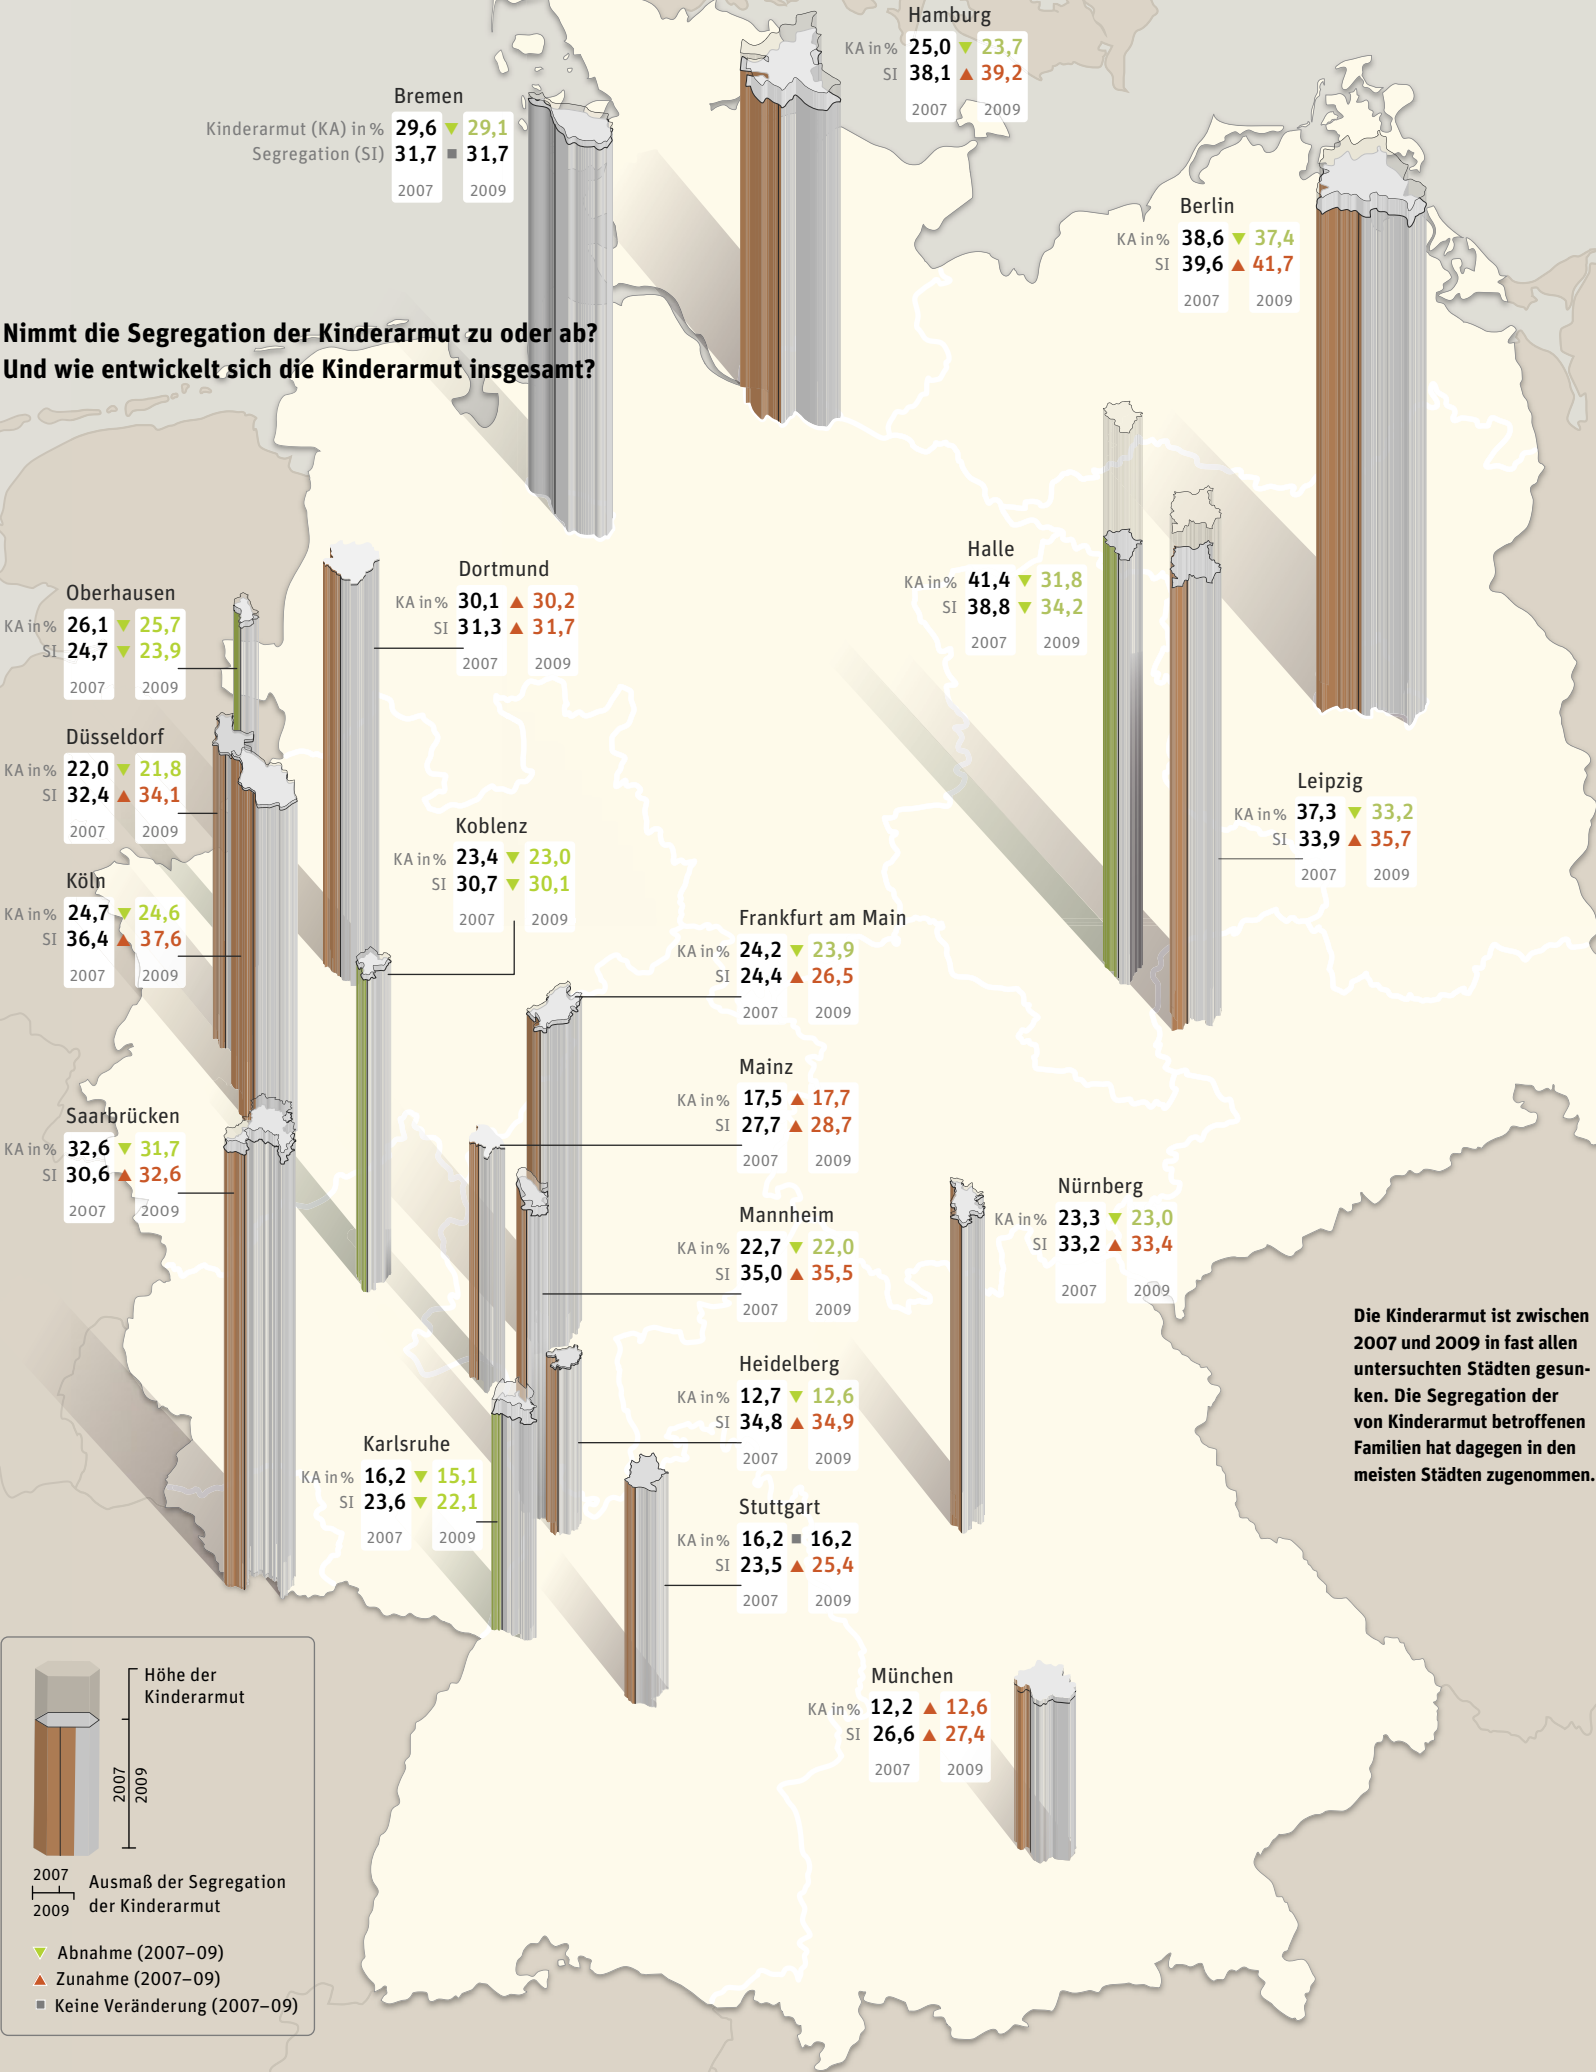 Hamburg
KA in % 25,0 ▼ 23,7
SI 38,1 ▲ 39,2
2007 2009
Bremen
Kinderarmut (KA) in % 29,6 ▼ 29,1
Segregation (SI) 31,7 ■ 31,7
2007 2009
Berlin
KA in % 38,6 ▼ 37,4
SI 39,6 ▲ 41,7
2007 2009
Nimmt die Segregation der Kinderarmut zu oder ab?
Und wie entwickelt sich die Kinderarmut insgesamt?
Halle
KA in % 41,4 ▼ 31,8
SI 38,8 ▼ 34,2
2007 2009
Dortmund
KA in % 30,1 ▲ 30,2
SI 31,3 ▲ 31,7
2007 2009
Oberhausen
KA in % 26,1 ▼ 25,7
SI 24,7 ▼ 23,9
2007 2009
Düsseldorf
KA in % 22,0 ▼ 21,8
SI 32,4 ▲ 34,1
2007 2009
Leipzig
KA in % 37,3 ▼ 33,2
SI 33,9 ▲ 35,7
2007 2009
Koblenz
KA in % 23,4 ▼ 23,0
SI 30,7 ▼ 30,1
2007 2009
Köln
KA in % 24,7 ▼ 24,6
SI 36,4 ▲ 37,6
2007 2009
Frankfurt am Main
KA in % 24,2 ▼ 23,9
SI 24,4 ▲ 26,5
2007 2009
Mainz
KA in % 17,5 ▲ 17,7
SI 27,7 ▲ 28,7
2007 2009
Saarbrücken
KA in % 32,6 ▼ 31,7
SI 30,6 ▲ 32,6
2007 2009
Nürnberg
KA in % 23,3 ▼ 23,0
SI 33,2 ▲ 33,4
2007 2009
Mannheim
KA in % 22,7 ▼ 22,0
SI 35,0 ▲ 35,5
2007 2009
Die Kinderarmut ist zwischen
2007 und 2009 in fast allen
untersuchten Städten gesun-
ken. Die Segregation der
von Kinderarmut betroffenen
Familien hat dagegen in den
meisten Städten zugenommen.
Heidelberg
KA in % 12,7 ▼ 12,6
SI 34,8 ▲ 34,9
2007 2009
Karlsruhe
KA in % 16,2 ▼ 15,1
SI 23,6 ▼ 22,1
2007 2009
Stuttgart
KA in % 16,2 ■ 16,2
SI 23,5 ▲ 25,4
2007 2009
München
KA in % 12,2 ▲ 12,6
SI 26,6 ▲ 27,4
2007 2009
Höhe der
Kinderarmut
2007
2009
2007
2009
Ausmaß der Segregation
der Kinderarmut
▼ Abnahme (2007–09)
▲ Zunahme (2007–09)
■ Keine Veränderung (2007–09)